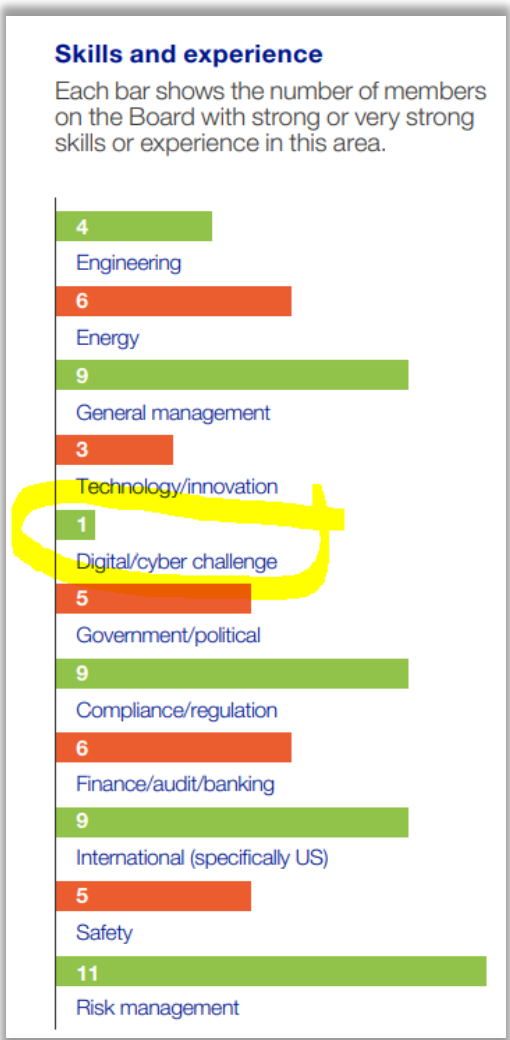 Skills and experience
Each bar shows the number of members
on the Board with strong or very strong
skills or experience in this area.
4
Engineering
6
Energy
9
General management
3
Technology/innovation
1
Digital/cyber challenge
5
Government/political
9
Compliance/regulation
6
Finance/audit/banking
9
International (specifically US)
5
Safety
11
Risk management